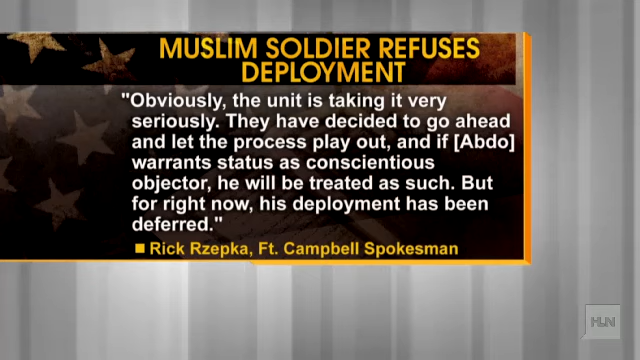 MUSLIM SOLDIER REFUSES
DEPLOYMENT
"Obviously, the unit is taking it very
seriously. They have decided to go ahead
and let the process play out, and if [Abdo]
warrants status as conscientious
objector, he will be treated as such. But
for right now, his deployment has been
deferred."
Rick Rzepka, Ft. Campbell Spokesman
HLN